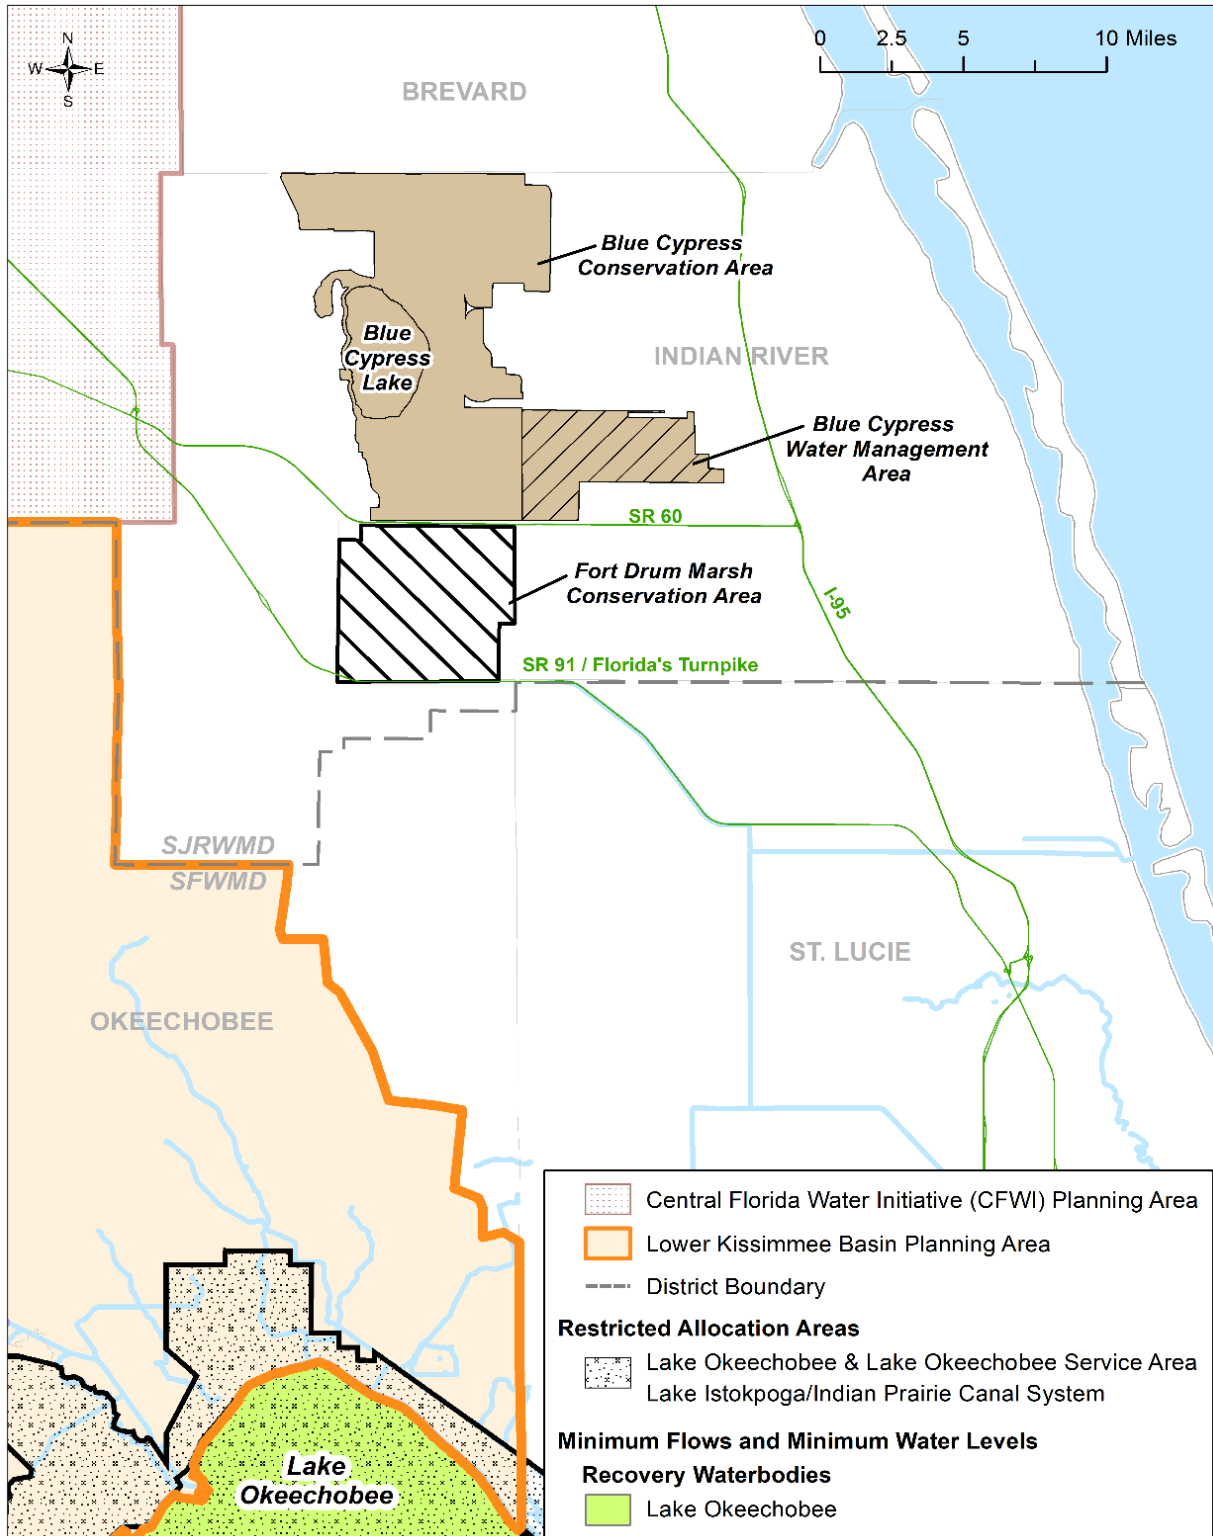 N
W E
S
0 2.5 5 10 Miles
BREVARD
Blue Cypress
Conservation Area
Blue
Cypress
Lake
INDIAN RIVER
Blue Cypress
Water Management
Area
SR 60
Fort Drum Marsh
Conservation Area
I-95
SR 91 / Florida's Turnpike
SJRWMD
SFWMD
ST. LUCIE
OKEECHOBEE
Central Florida Water Initiative (CFWI) Planning Area
Lower Kissimmee Basin Planning Area
District Boundary
Restricted Allocation Areas
Lake Okeechobee & Lake Okeechobee Service Area
Lake Istokpoga/Indian Prairie Canal System
Minimum Flows and Minimum Water Levels
Recovery Waterbodies
Lake Okeechobee
Lake
Okeechobee